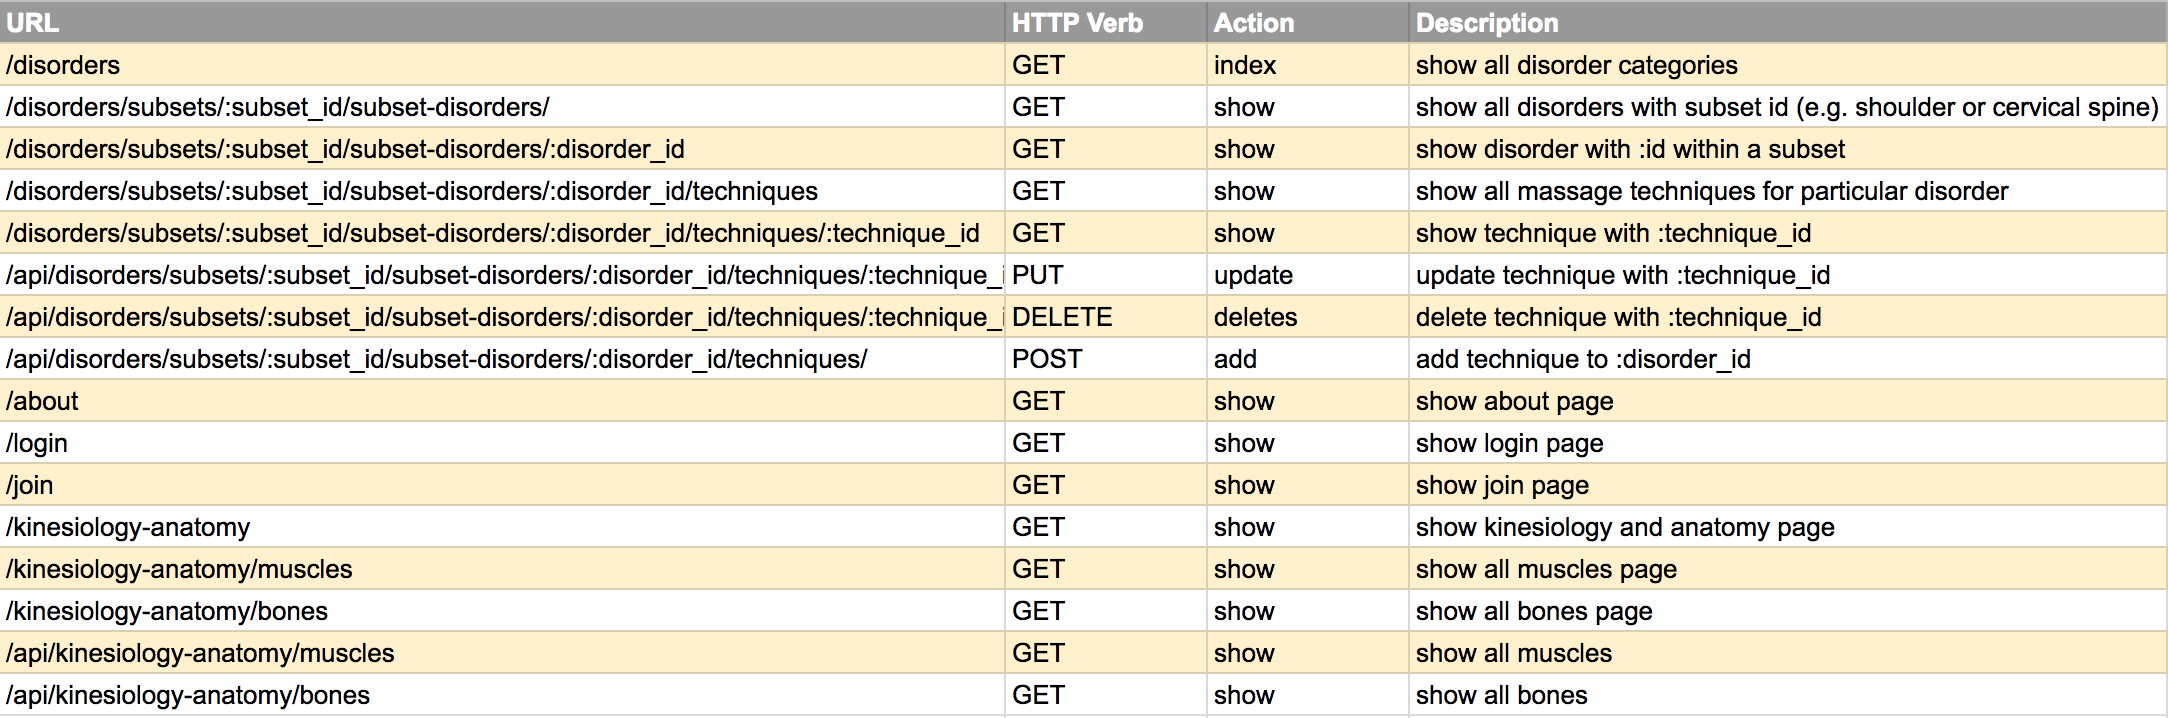 URL HTTP Verb Action Description
/disorders GET index show all disorder categories
/disorders/subsets/:subset_id/subset-disorders/ GET show show all disorders with subset id (e.g. shoulder or cervical spine)
/disorders/subsets/:subset_id/subset-disorders/:disorder_id GET show show disorder with :id within a subset
/disorders/subsets/:subset_id/subset-disorders/:disorder_id/techniques GET show show all massage techniques for particular disorder
/disorders/subsets/:subset_id/subset-disorders/:disorder_id/techniques/:technique_id GET show show technique with :technique_id
/api/disorders/subsets/:subset_id/subset-disorders/:disorder_id/techniques/:technique_i PUT update update technique with :technique_id
/api/disorders/subsets/:subset_id/subset-disorders/:disorder_id/techniques/:technique_i DELETE deletes delete technique with :technique_id
/api/disorders/subsets/:subset_id/subset-disorders/:disorder_id/techniques/ POST add add technique to :disorder_id
/about GET show show about page
/login GET show show login page
/join GET show show join page
/kinesiology-anatomy GET show show kinesiology and anatomy page
/kinesiology-anatomy/muscles GET show show all muscles page
/kinesiology-anatomy/bones GET show show all bones page
/api/kinesiology-anatomy/muscles GET show show all muscles
/api/kinesiology-anatomy/bones GET show show all bones